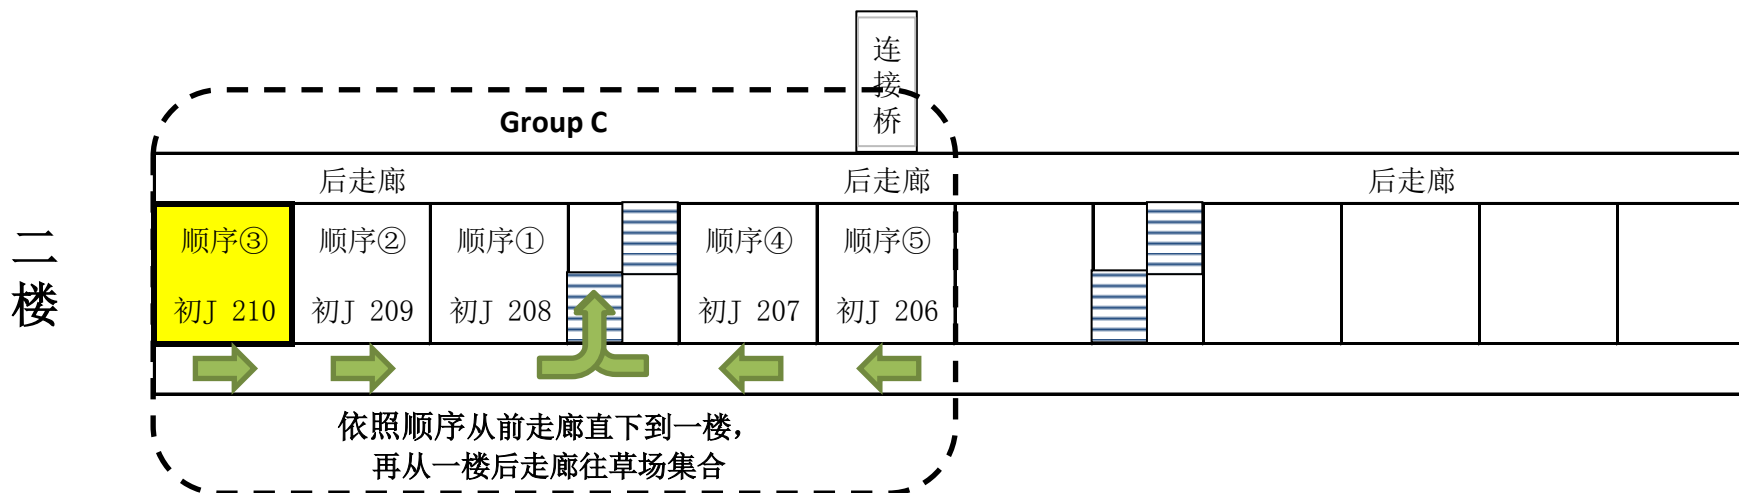 连
接
桥
Group C
后走廊 后走廊 后走廊
二
楼
顺序③ 顺序② 顺序① 顺序④ 顺序⑤
初J 210 初J 209 初J 208 初J 207 初J 206
依照顺序从前走廊直下到一楼，
再从一楼后走廊往草场集合